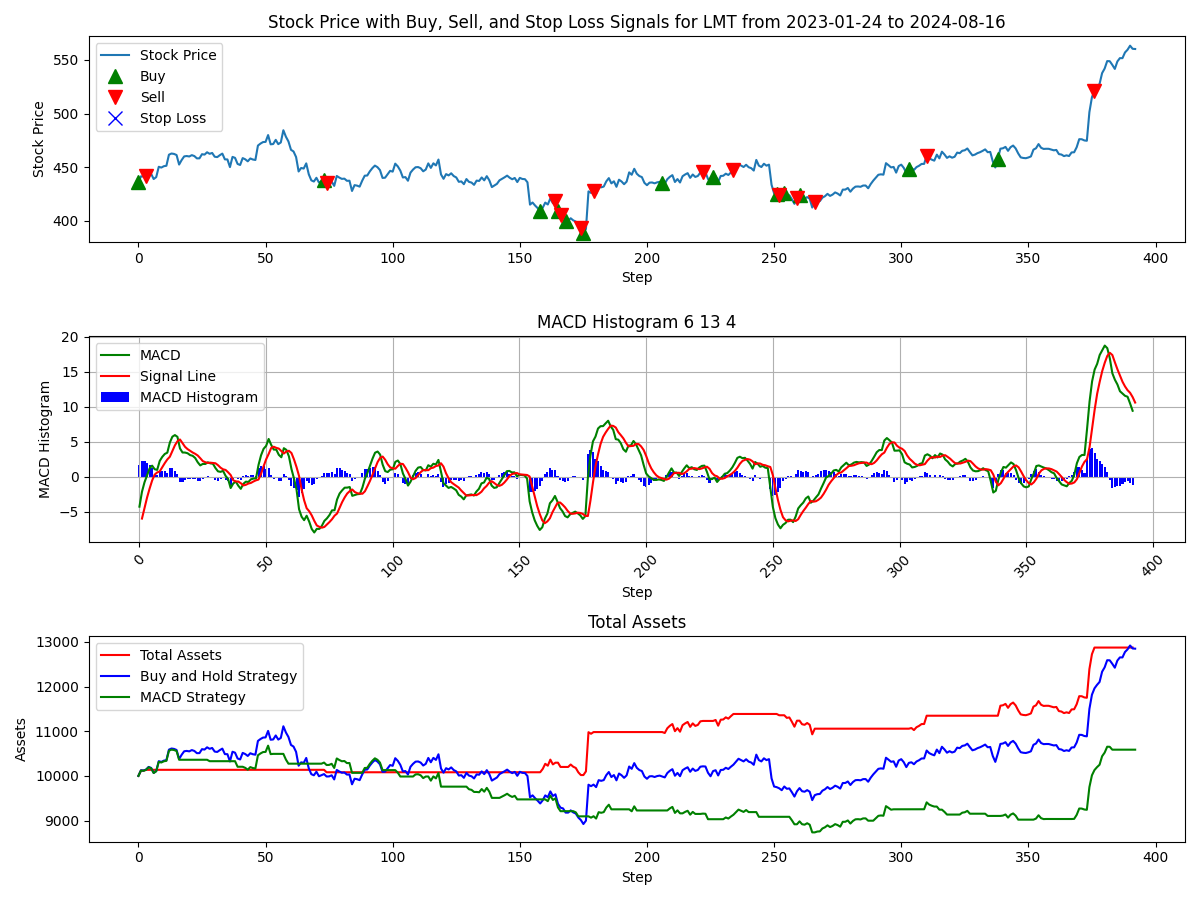 Stock Price with Buy, Sell, and Stop Loss Signals for LMT from 2023-01-24 to 2024-08-16
Stock Price
550
500
450
400
Stock Price
Buy
Sell
Stop Loss
0 50 100 150 200 250 300 350 400
Step
MACD Histogram 6 13 4
MACD Histogram
20
15
10
5
0
−5
MACD
Signal Line
MACD Histogram
0 50 100 150 200 250 300 350 400
Step
Total Assets
Assets
13000
12000
11000
10000
9000
Total Assets
Buy and Hold Strategy
MACD Strategy
0 50 100 150 200 250 300 350 400
Step